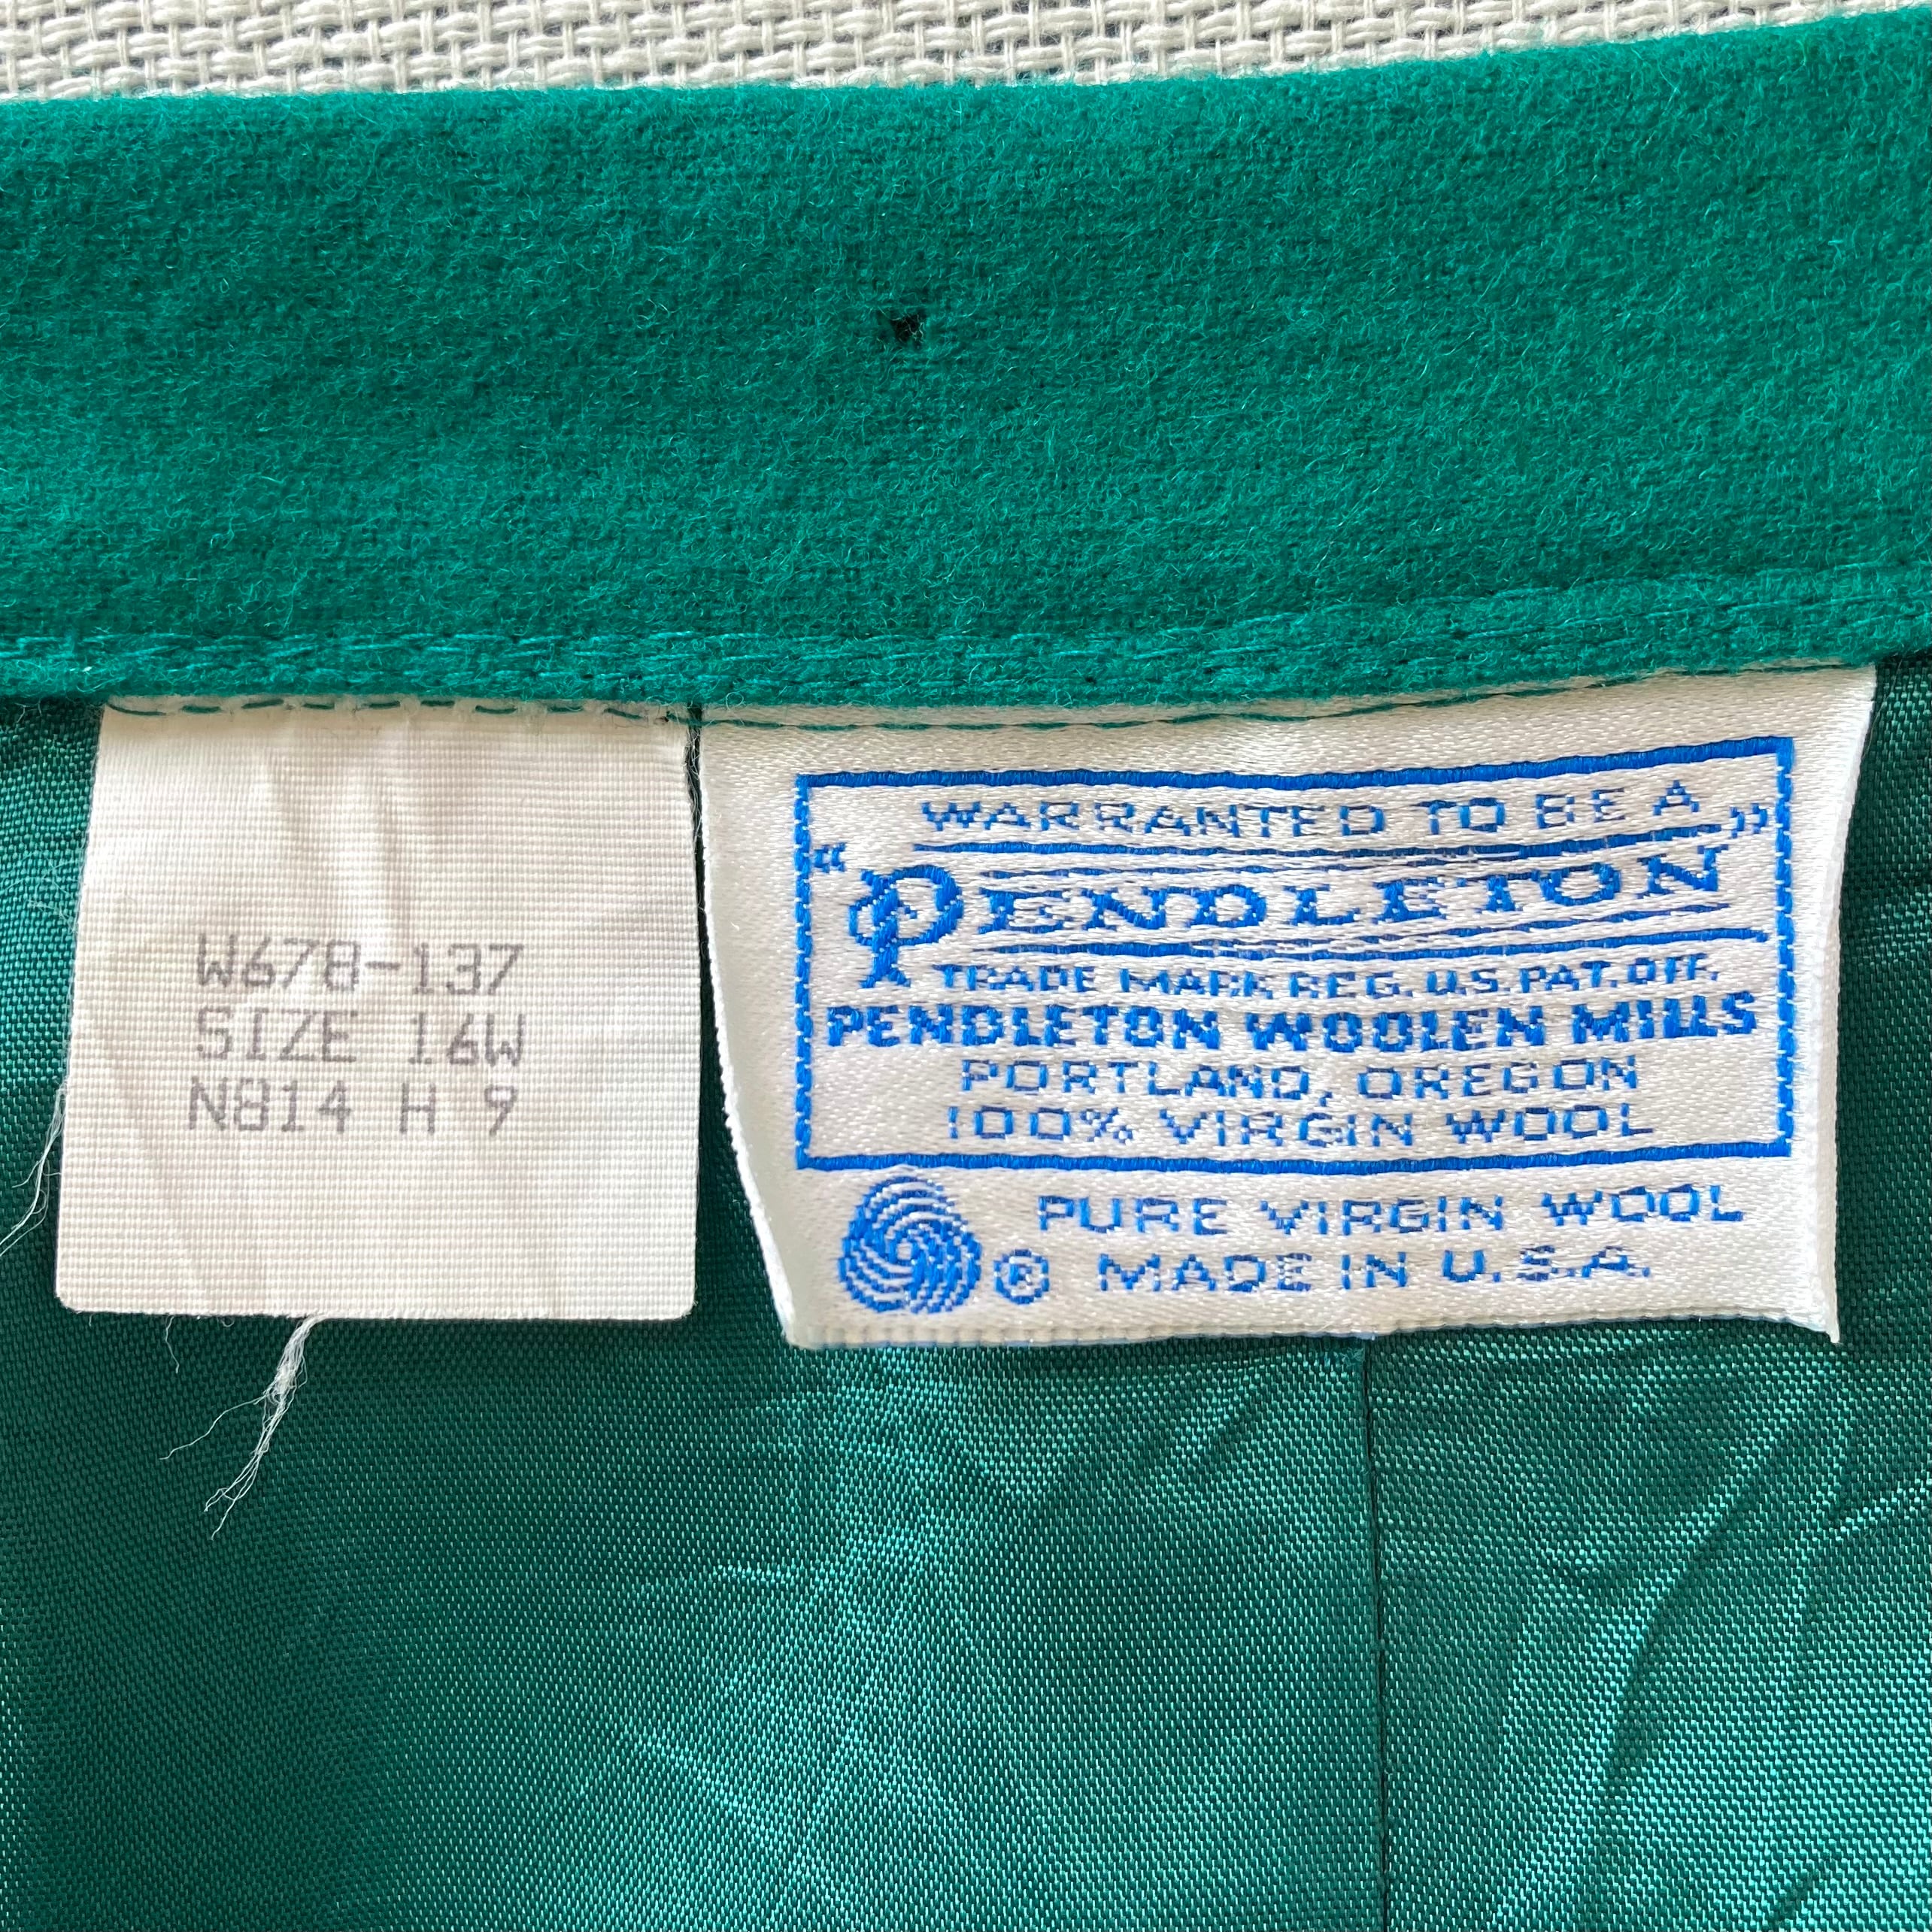 W678-137
SIZE 16W
N814 H 9
WARRANTED TO BE A
"PENDLETON"
TRADE MARK REG. U.S. PAT. OFF.
PENDLETON WOOLEN MILLS
PORTLAND, OREGON
100% VIRGIN WOOL
PURE VIRGIN WOOL
® MADE IN U.S.A.